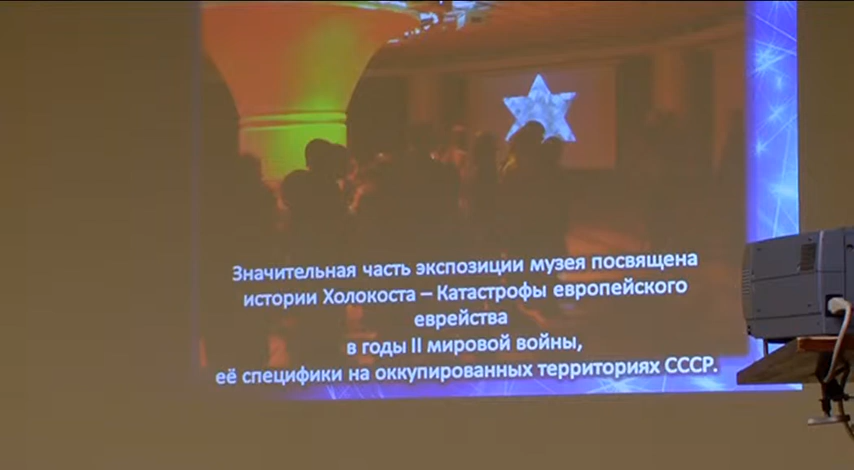 Значительная часть экспозиции музея посвящена
истории Холокоста – Катастрофы европейского
еврейства
в годы II мировой войны,
её специфики на оккупированных территориях СССР.